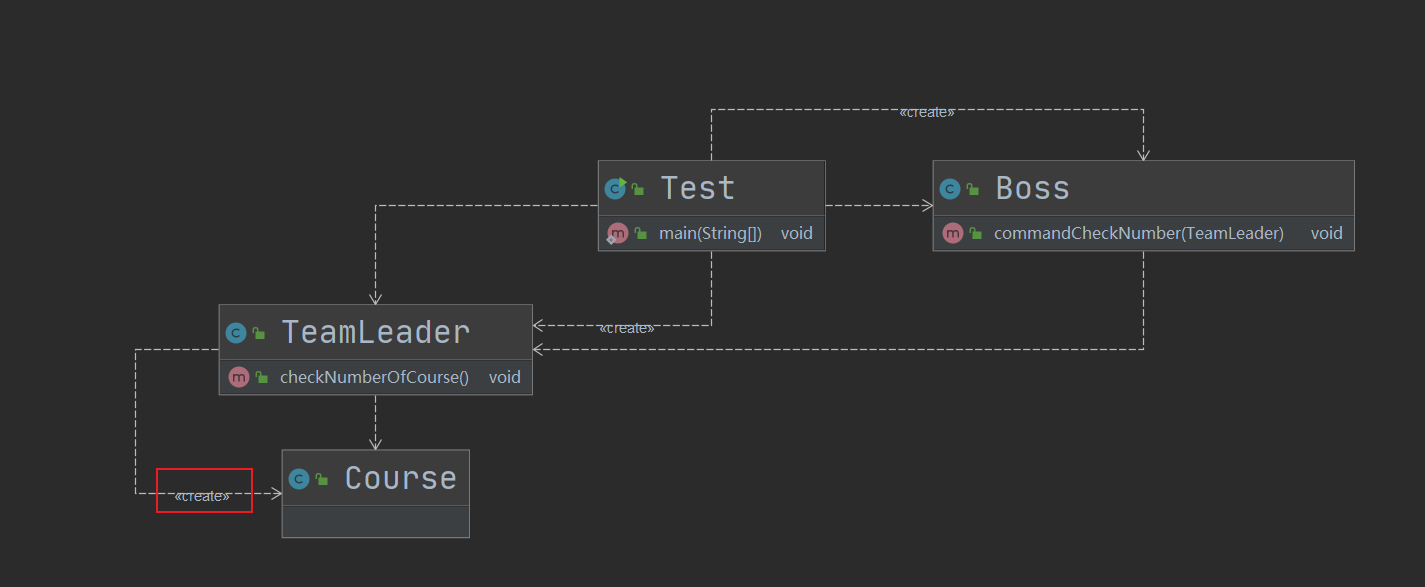 «create»
Test
main(String[]) void
Boss
commandCheckNumber(TeamLeader) void
«create»
TeamLeader
checkNumberOfCourse() void
Course
«create»